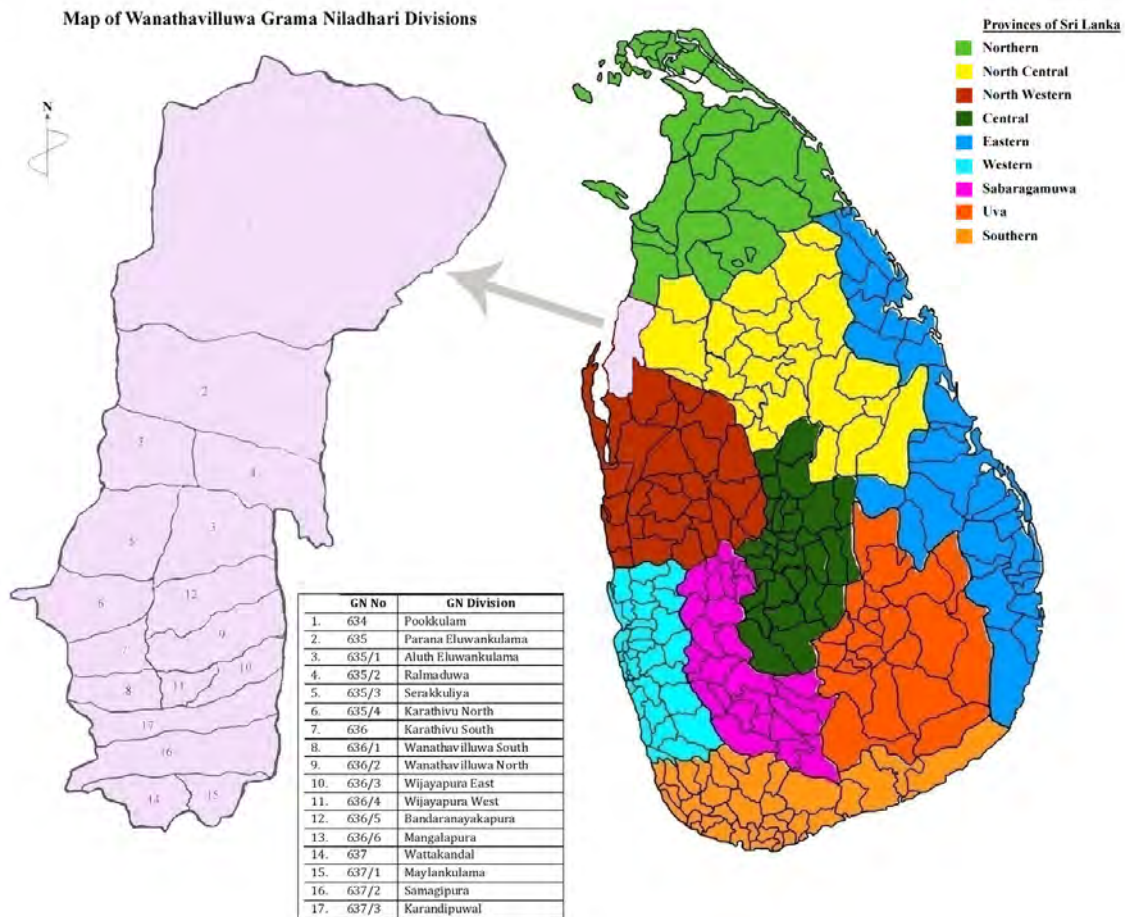 Map of Wanathavilluwa Grama Niladhari Divisions
N
2
3
4
5
3
6
12
7
9
10
8
11
17
16
14
15
GN No GN Division
1. 634 Pookkulam
2. 635 Parana Eluwankulama
3. 635/1 Aluth Eluwankulama
4. 635/2 Ralmaduwa
5. 635/3 Serakkuliya
6. 635/4 Karathivu North
7. 636 Karathivu South
8. 636/1 Wanathavilluwa South
9. 636/2 Wanathavilluwa North
10. 636/3 Wijayapura East
11. 636/4 Wijayapura West
12. 636/5 Bandaranayakapura
13. 636/6 Mangalapura
14. 637 Wattakandal
15. 637/1 Maylankulama
16. 637/2 Samagipura
17. 637/3 Karandipuwal
Provinces of Sri Lanka
Northern
North Central
North Western
Central
Eastern
Western
Sabaragamuwa
Uva
Southern